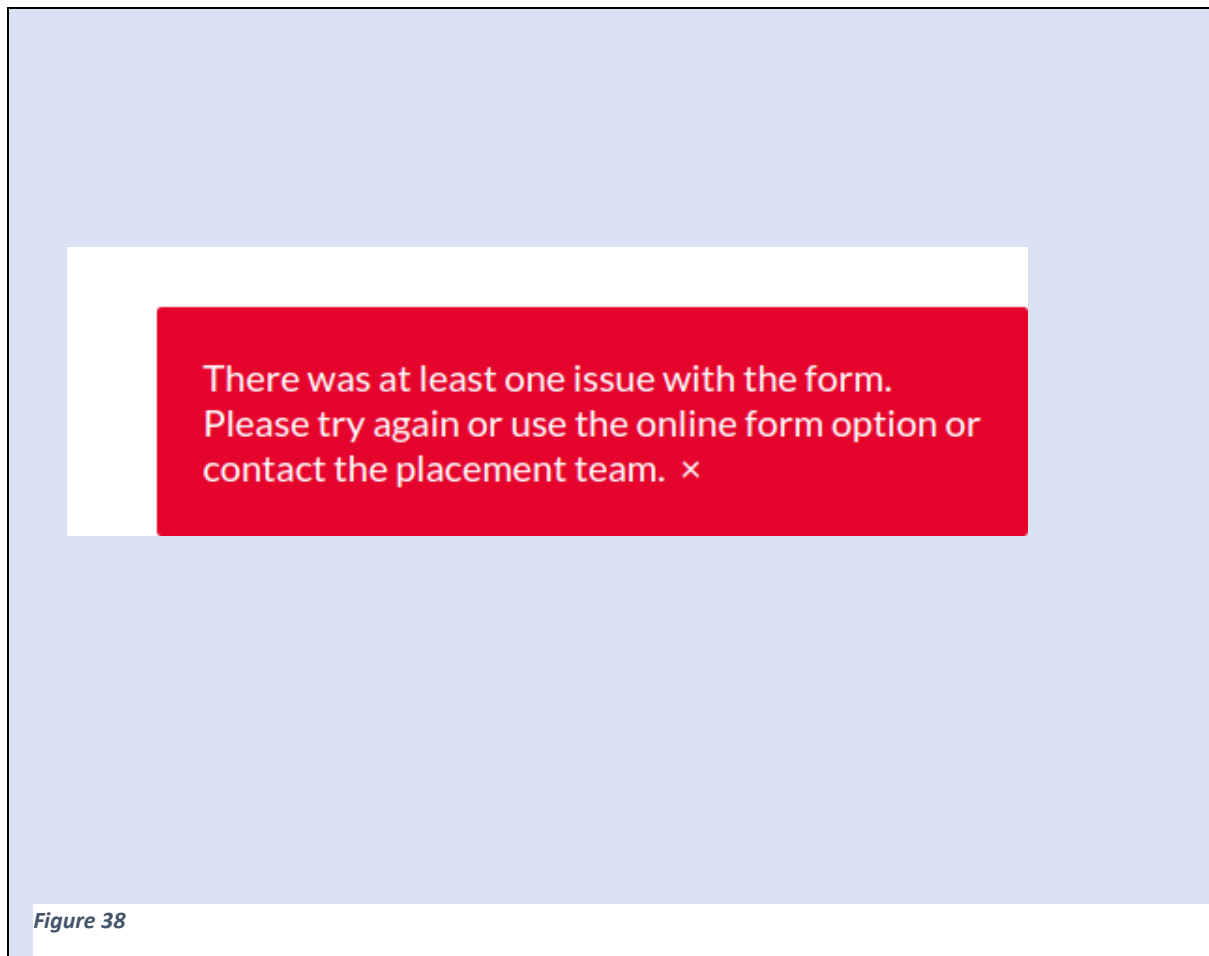 There was at least one issue with the form.
Please try again or use the online form option or
contact the placement team. ×
Figure 38